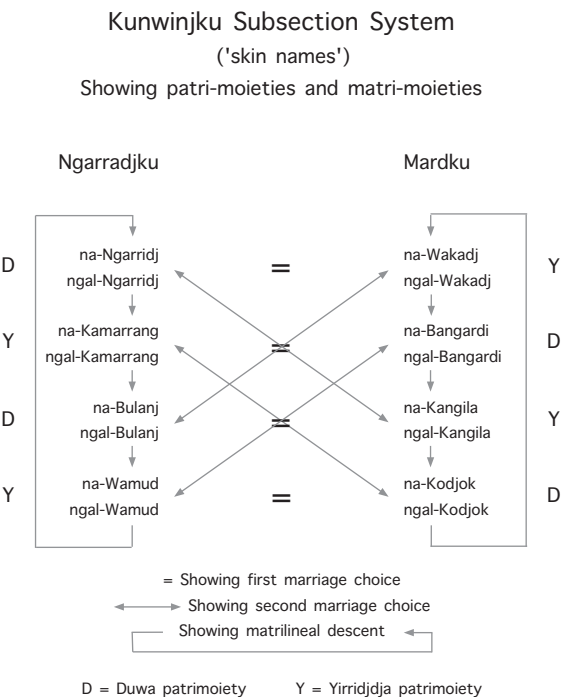 Kunwinjku Subsection System
('skin names')
Showing patri-moieties and matri-moieties
Ngarradjku Mardku
D na-Ngarridj = na-Wakadj Y
ngal-Ngarridj ngal-Wakadj
Y na-Kamarrang = na-Bangardi D
ngal-Kamarrang ngal-Bangardi
D na-Bulanj = na-Kangila Y
ngal-Bulanj ngal-Kangila
Y na-Wamud = na-Kodjok D
ngal-Wamud ngal-Kodjok
= Showing first marriage choice
Showing second marriage choice
Showing matrilineal descent
D = Duwa patrimoiety Y = Yirridjdja patrimoiety